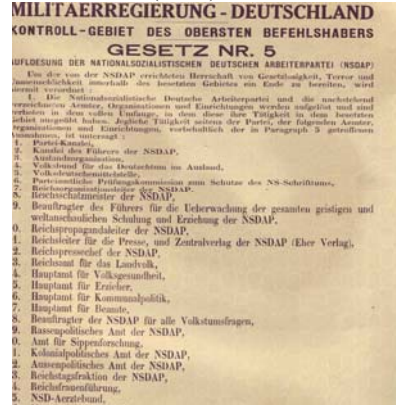 MILITAERREGIERUNG - DEUTSCHLAND
KONTROLL-GEBIET DES OBERSTEN BEFEHLSHABERS
GESETZ NR. 5
AUFLOESUNG DER NATIONALSOZIALISTISCHEN DEUTSCHEN ARBEITERPARTEI (NSDAP)
Um der von der NSDAP errichteten Herrschaft von Gesetzlosigkeit, Terror und
Unmenschlichkeit innerhalb des besetzten Gebietes ein Ende zu bereiten, wird
hiermit verordnet :
1. Die Nationalsozialistische Deutsche Arbeiterpartei und die nachstehend
verzeichneten Aemter, Organisationen und Einrichtungen werden aufgelöst und sind
verboten in dem vollen Umfange, in dem diese ihre Tätigkeit in dem besetzten
Gebiet ausgeübt haben. Jegliche Tätigkeit seitens der Partei, der folgenden Aemter,
Organisationen und Einrichtungen, vorbehaltlich der in Paragraph 5 getroffenen
Ausnahmen, ist untersagt :
1. Partei-Kanzlei,
2. Kanzlei des Führers der NSDAP,
3. Auslandsorganisation,
4. Volksbund für das Deutschtum im Ausland,
5. Volksdeutschemittelstelle,
6. Parteiamtliche Prüfungskommission zum Schutze des NS-Schrifttums,
7. Reichsorganisationsleiter der NSDAP,
8. Reichsschatzmeister der NSDAP,
9. Beauftragter des Führers für die Ueberwachung der gesamten geistigen und
weltanschaulichen Schulung und Erziehung der NSDAP,
0. Reichspropagandaleiter der NSDAP,
1. Reichsleiter für die Presse, und Zentralverlag der NSDAP (Eher Verlag),
2. Reichspressechef der NSDAP,
3. Reichsamt für das Landvolk,
4. Hauptamt für Volksgesundheit,
5. Hauptamt für Erzieher,
6. Hauptamt für Kommunalpolitik,
7. Hauptamt für Beamte,
8. Beauftragter der NSDAP für alle Volkstumsfragen,
9. Rassenpolitisches Amt der NSDAP,
0. Amt für Sippenforschung,
1. Kolonialpolitisches Amt der NSDAP,
2. Aussenpolitisches Amt der NSDAP,
3. Reichstagsfraktion der NSDAP,
4. Reichsfrauenführung,
5. NSD-Aerztebund,